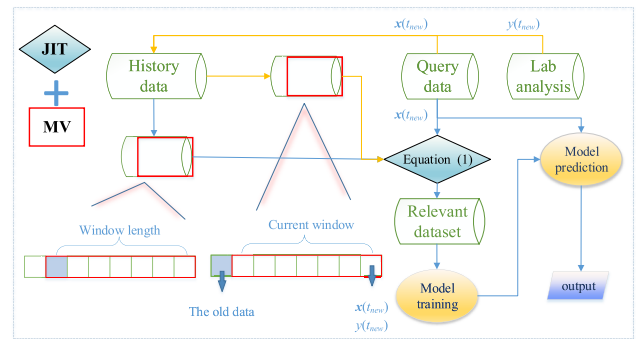 x(t_new)
y(t_new)
JIT
MV
History
data
Query
data
Lab
analysis
x(t_new)
Equation (1)
Model
prediction
Relevant
dataset
Window length
Current window
The old data
x(t_new)
y(t_new)
Model
training
output